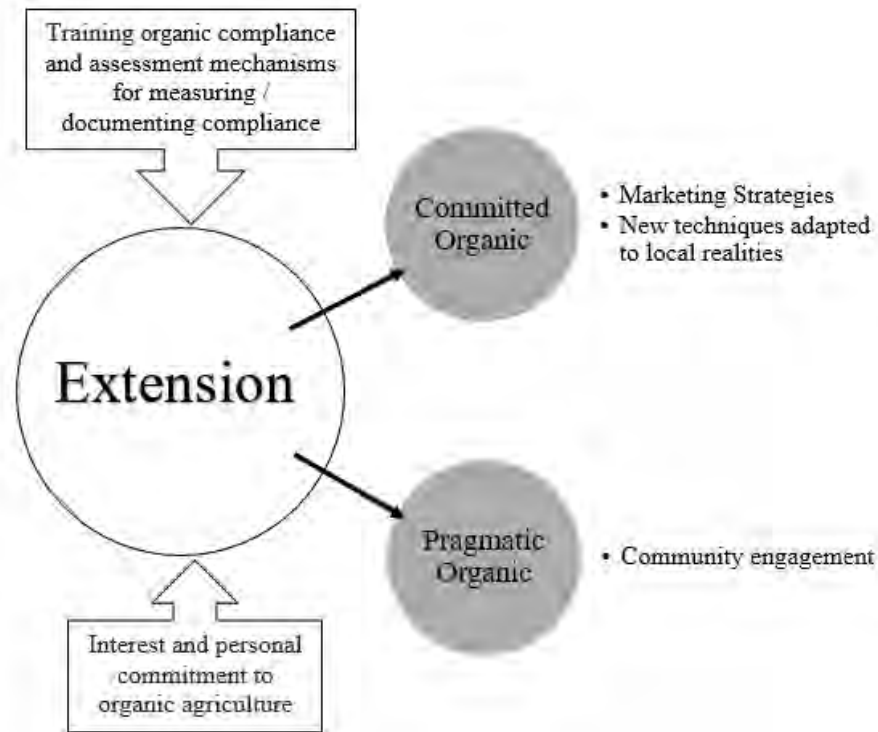 Training organic compliance
and assessment mechanisms
for measuring /
documenting compliance
Committed
Organic
• Marketing Strategies
• New techniques adapted
to local realities
Extension
Pragmatic
Organic
• Community engagement
Interest and personal
commitment to
organic agriculture